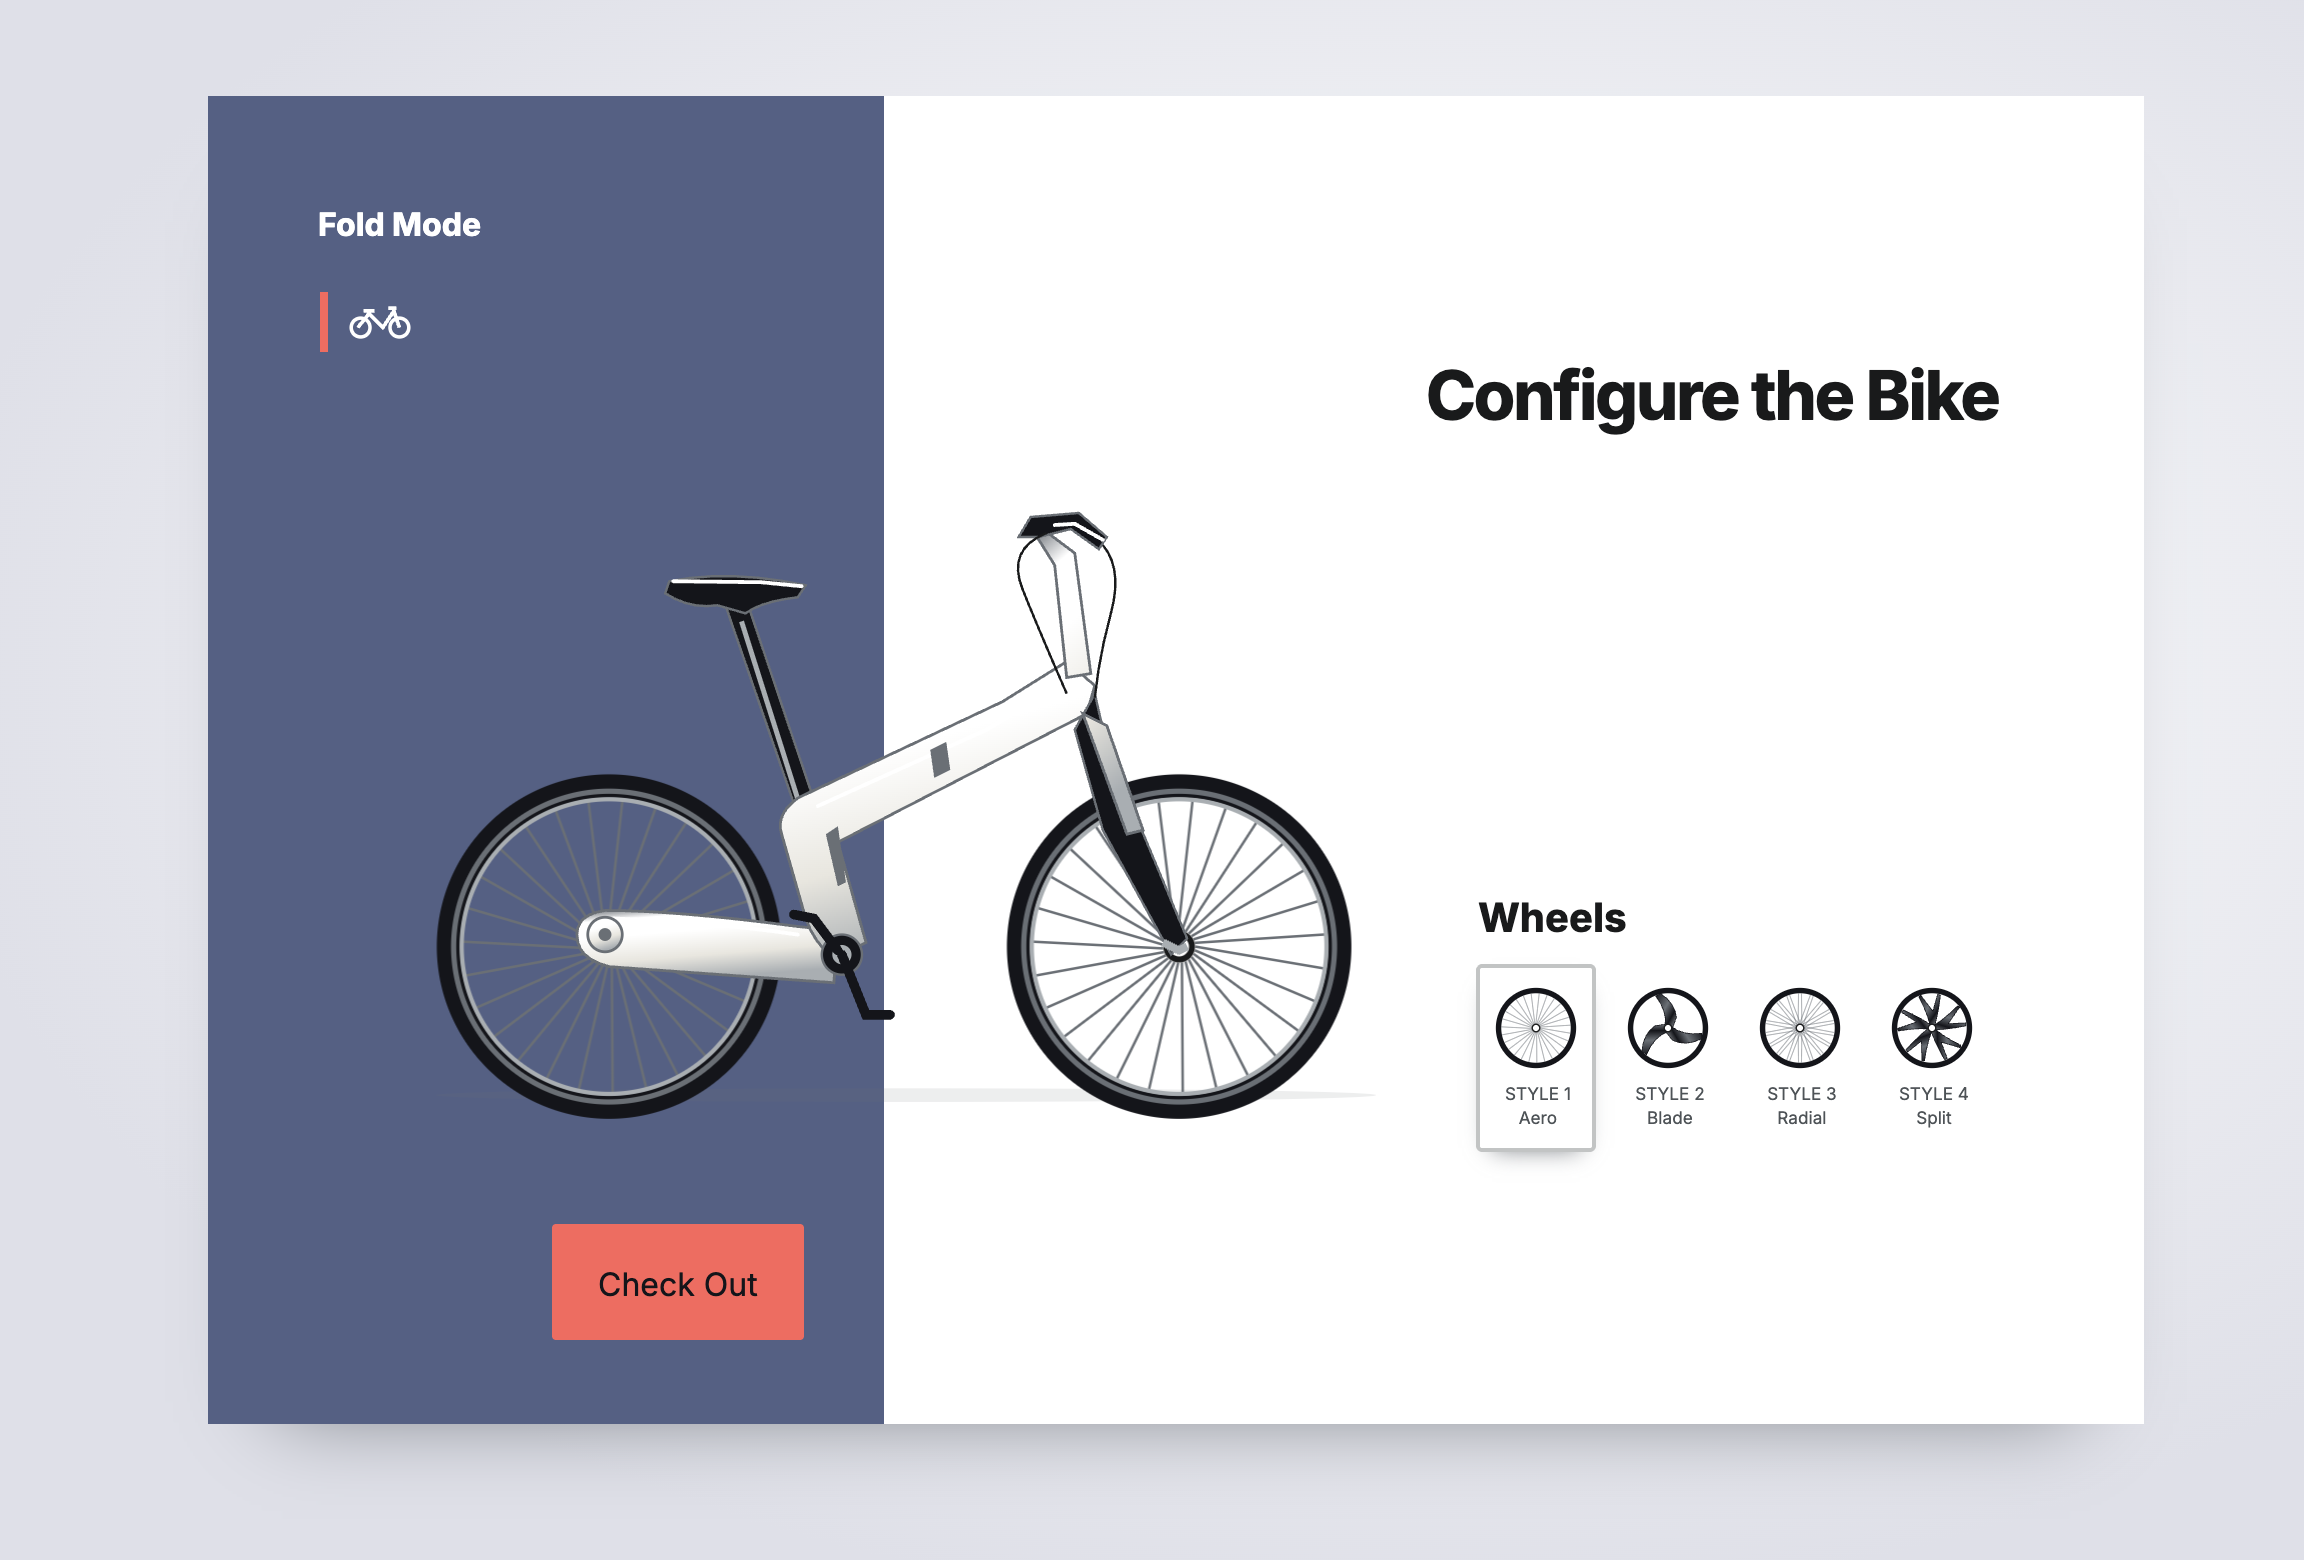 Fold Mode
Configure the Bike
Wheels
STYLE 1
Aero
STYLE 2
Blade
STYLE 3
Radial
STYLE 4
Split
Check Out